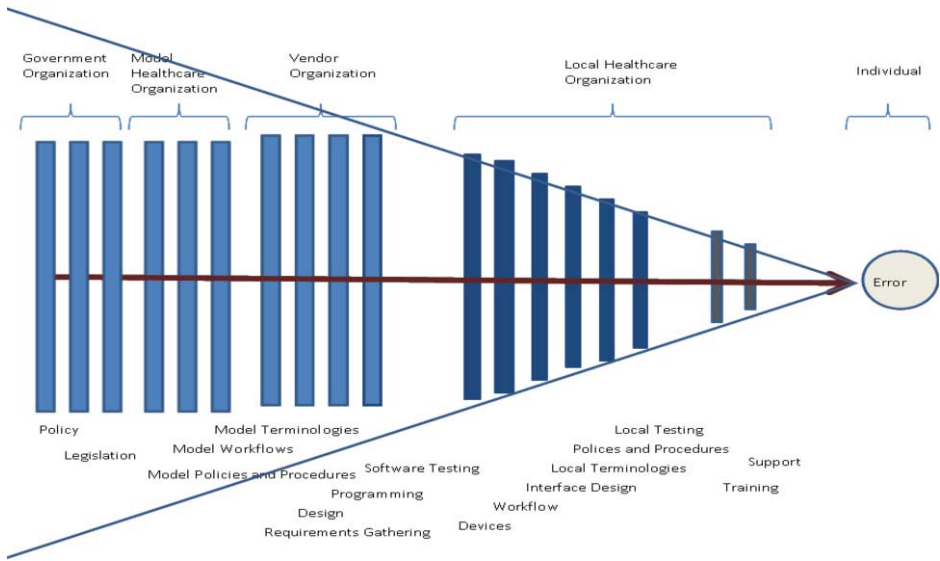 Government
Organization
Model
Healthcare
Organization
Vendor
Organization
Local Healthcare
Organization
Individual
Error
Policy
Legislation
Model Terminologies
Model Workflows
Model Policies and Procedures
Software Testing
Programming
Design
Requirements Gathering
Local Testing
Polices and Procedures
Local Terminologies
Interface Design
Workflow
Devices
Support
Training